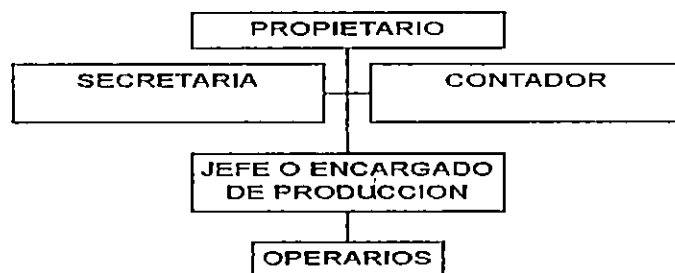 PROPIETARIO
SECRETARIA
CONTADOR
JEFE O ENCARGADO
DE PRODUCCION
OPERARIOS